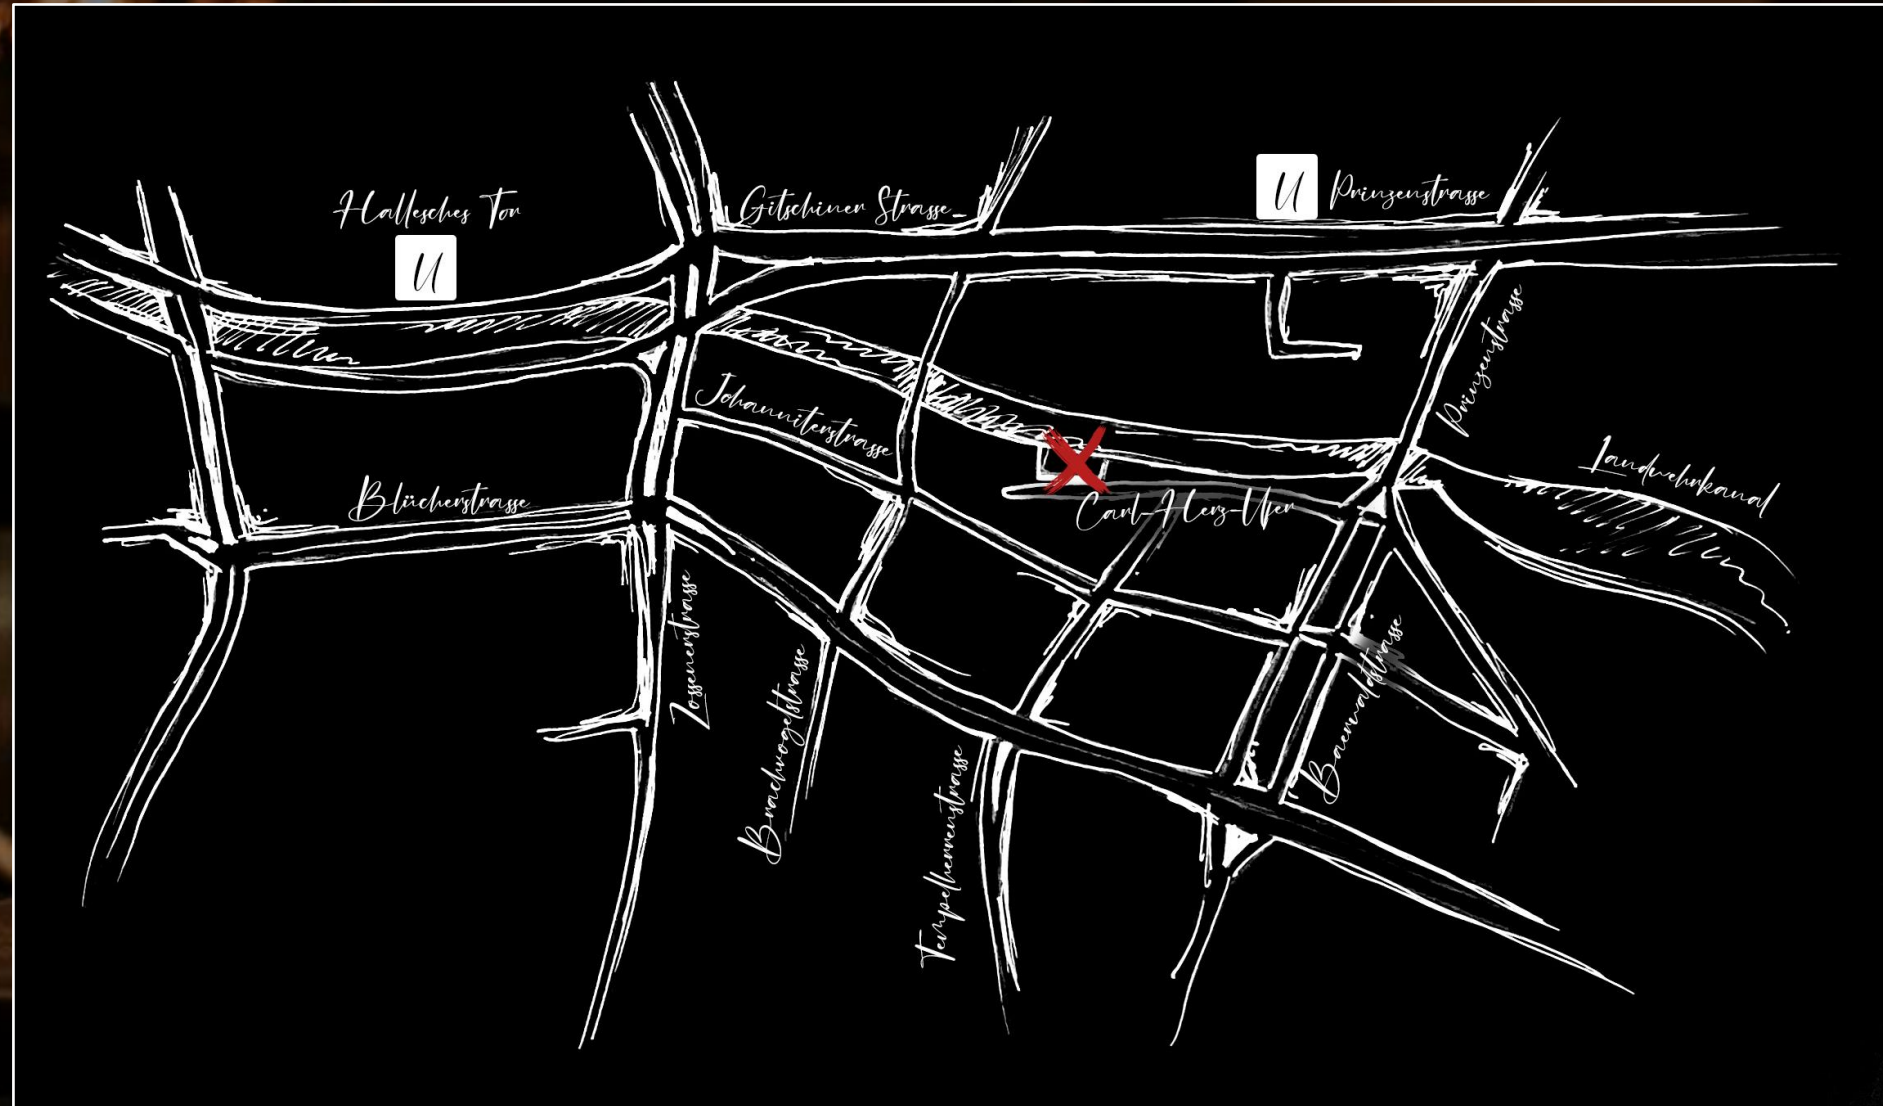 Hallesches Tor
U
Gitschiner Strasse
U Prinzenstrasse
Prinzenstrasse
Johanniterstrasse
Landwehrkanal
Blücherstrasse
Carl-Herz-Ufer
Zossenerstrasse
Brachvogelstrasse
Baerwaldstrasse
Tempelherrenstrasse